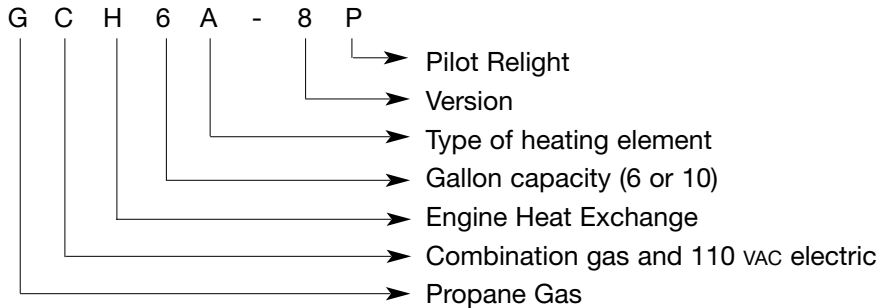 G C H 6 A - 8 P
Pilot Relight
Version
Type of heating element
Gallon capacity (6 or 10)
Engine Heat Exchange
Combination gas and 110 VAC electric
Propane Gas